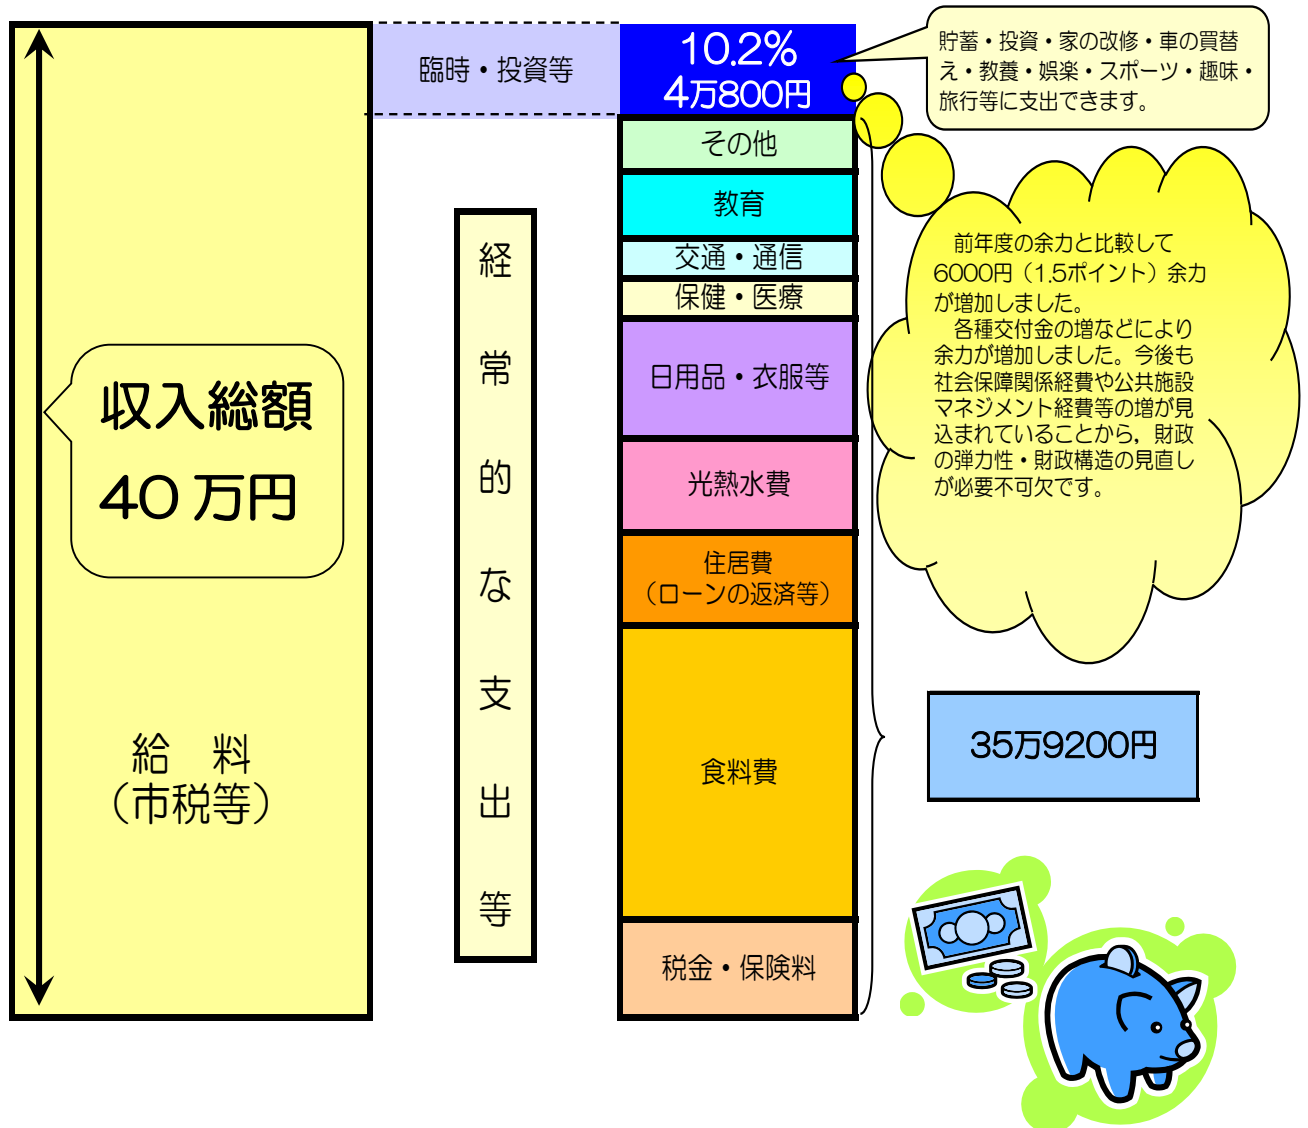 収入総額
40万円
給　料
（市税等）
臨時・投資等
経常的な支出等
10.2%
4万800円
その他
教育
交通・通信
保健・医療
日用品・衣服等
光熱水費
住居費
（ローンの返済等）
食料費
税金・保険料
貯蓄・投資・家の改修・車の買替
え・教養・娯楽・スポーツ・趣味・
旅行等に支出できます。
　前年度の余力と比較して
6000円（1.5ポイント）余力
が増加しました。
　各種交付金の増などにより
余力が増加しました。今後も
社会保障関係経費や公共施設
マネジメント経費等の増が見
込まれていることから，財政
の弾力性・財政構造の見直し
が必要不可欠です。
35万9200円